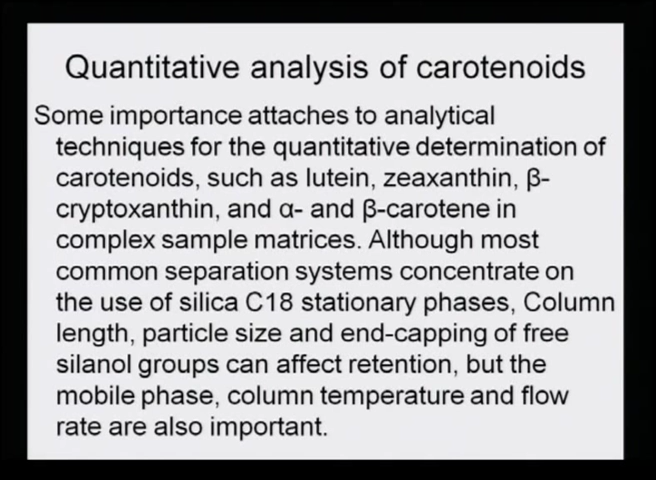 Quantitative analysis of carotenoids
Some importance attaches to analytical
techniques for the quantitative determination of
carotenoids, such as lutein, zeaxanthin, β-
cryptoxanthin, and α- and β-carotene in
complex sample matrices. Although most
common separation systems concentrate on
the use of silica C18 stationary phases, Column
length, particle size and end-capping of free
silanol groups can affect retention, but the
mobile phase, column temperature and flow
rate are also important.